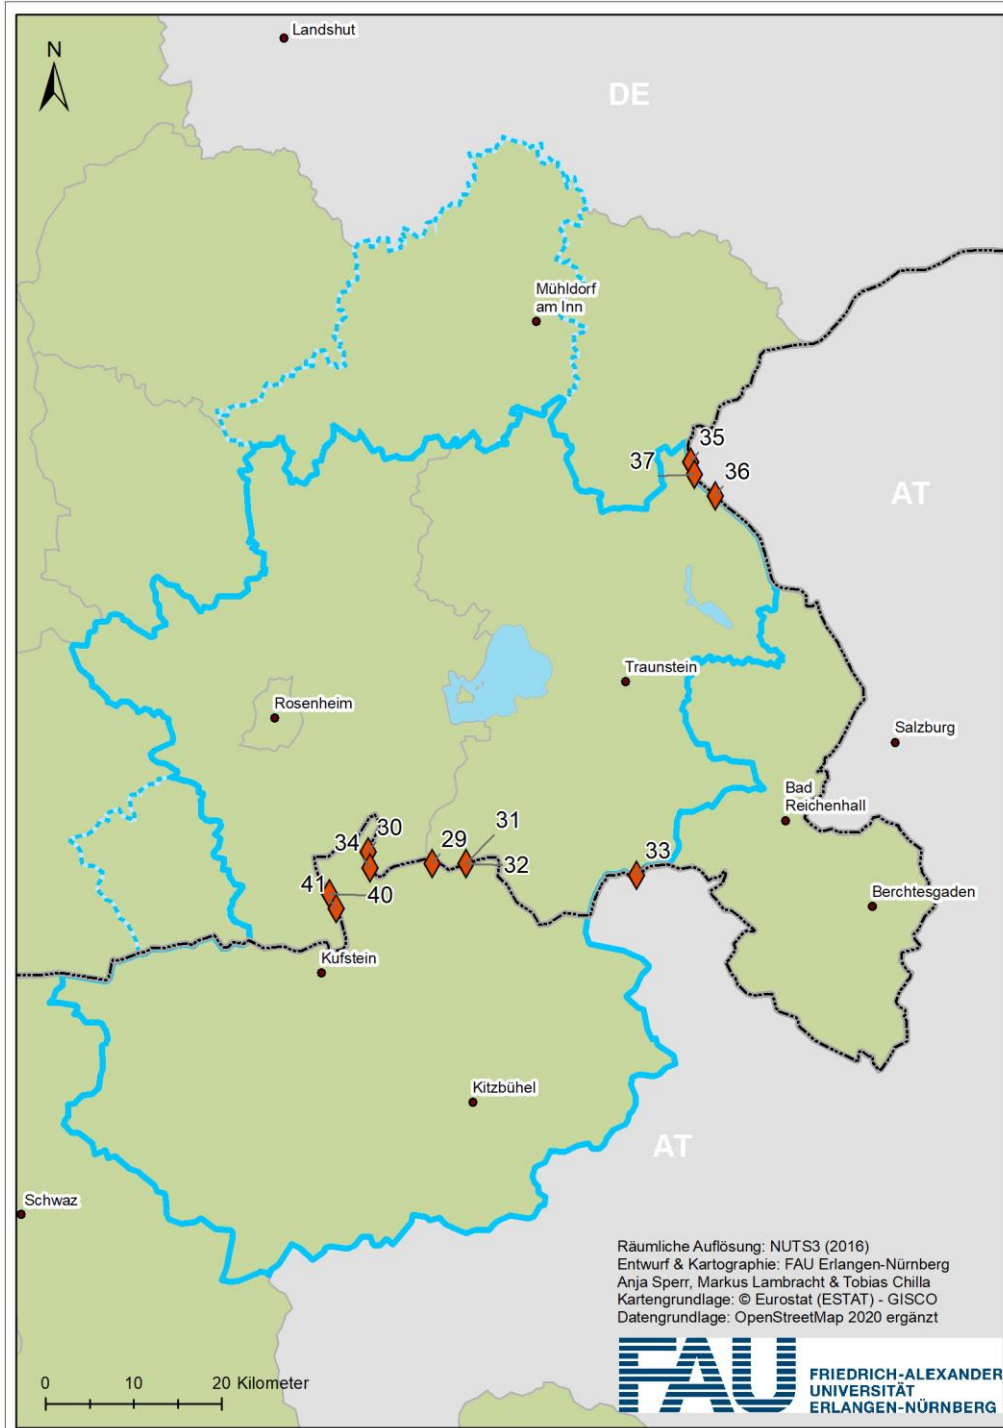 Landshut
N
DE
Mühldorf
am Inn
35
37
36
AT
Traunstein
Rosenheim
Salzburg
Bad
Reichenhall
34
30
29
31
32
33
41
40
Berchtesgaden
Kufstein
Kitzbühel
AT
Schwaz
Räumliche Auflösung: NUTS3 (2016)
Entwurf & Kartographie: FAU Erlangen-Nürnberg
Anja Sperr, Markus Lambracht & Tobias Chilla
Kartengrundlage: © Eurostat (ESTAT) - GISCO
Datengrundlage: OpenStreetMap 2020 ergänzt
0 10 20 Kilometer
FAU
FRIEDRICH-ALEXANDER
UNIVERSITÄT
ERLANGEN-NÜRNBERG